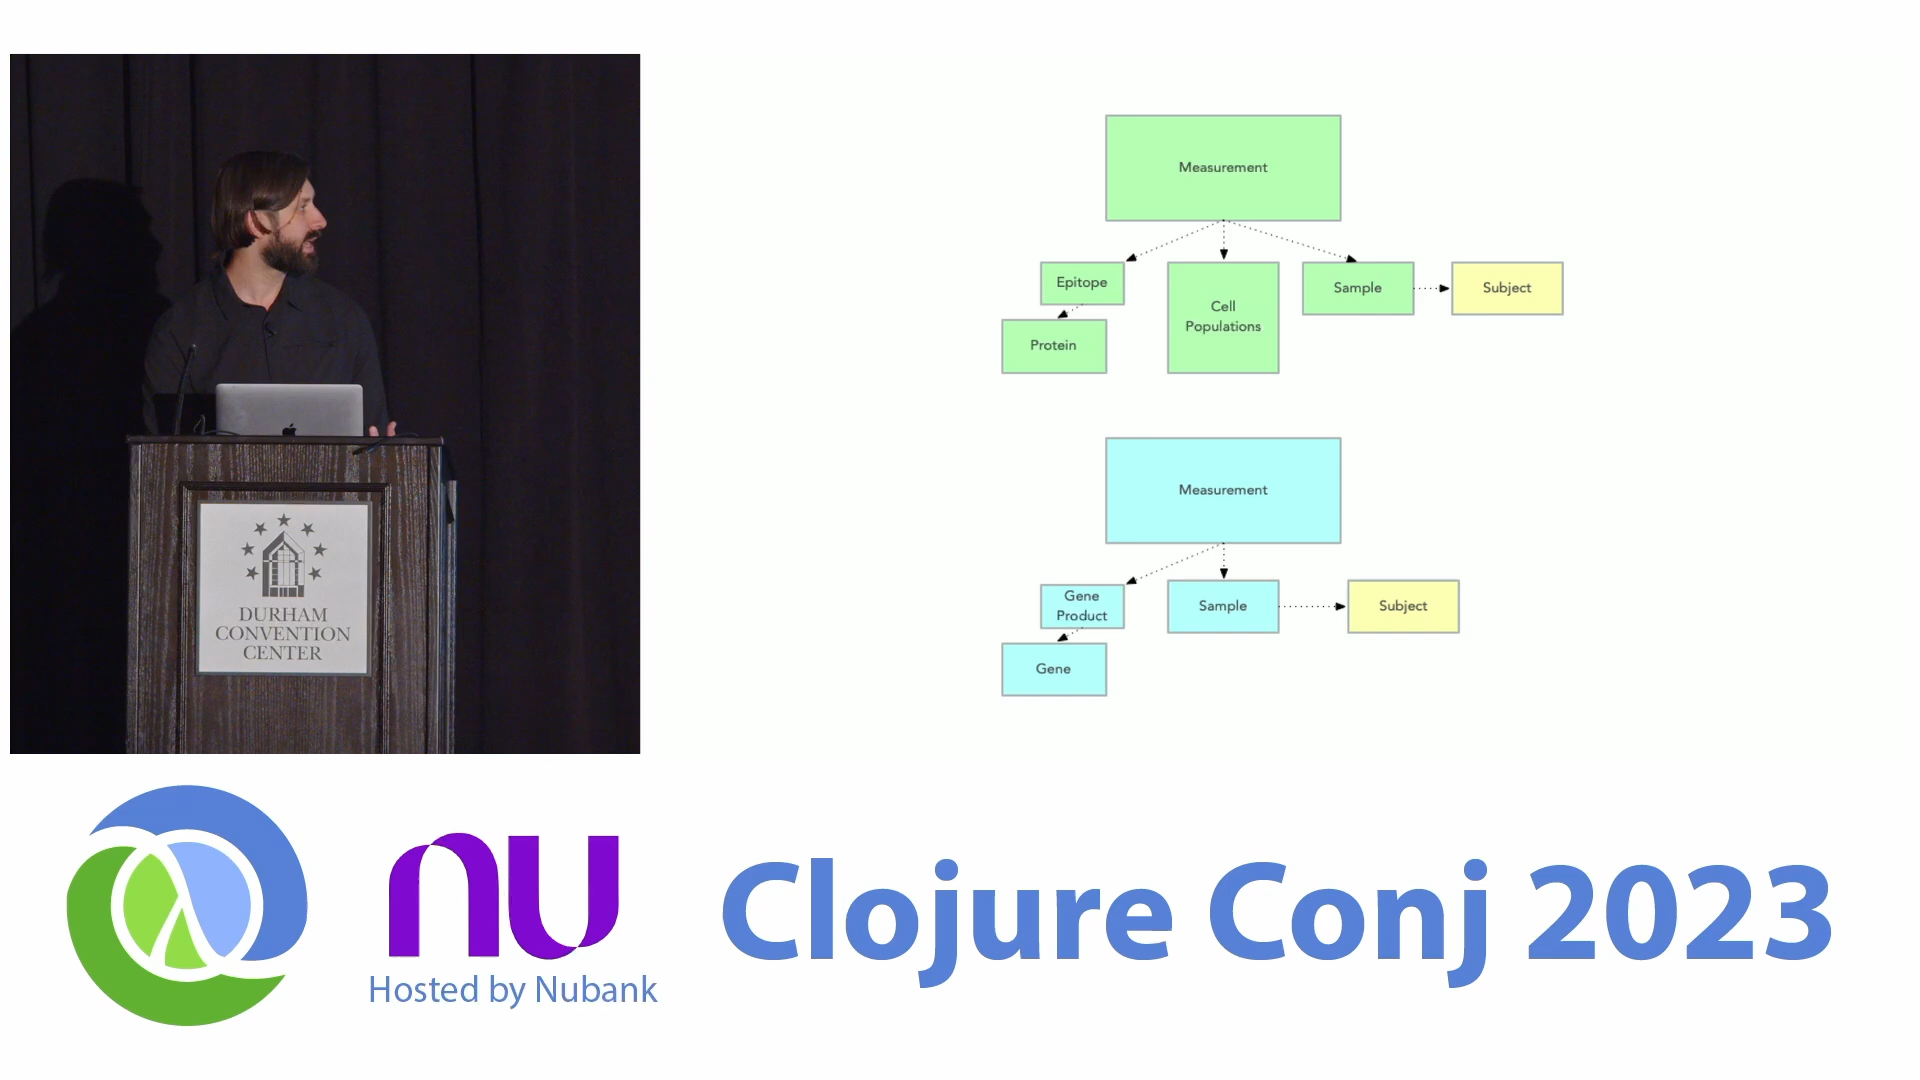 Measurement
Epitope
Cell
Populations
Sample
Subject
Protein
Measurement
Gene
Product
Sample
Subject
Gene
DURHAM
CONVENTION
CENTER
nu
Hosted by Nubank
Clojure Conj 2023